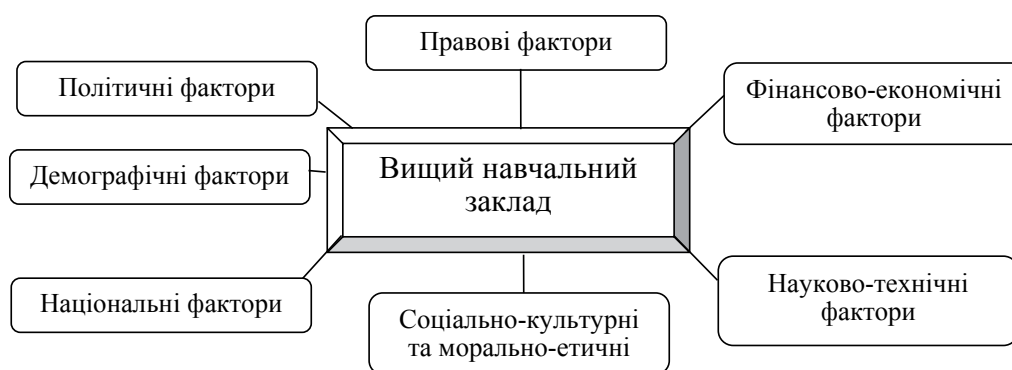 Правові фактори
Політичні фактори
Фінансово-економічні
фактори
Вищий навчальний
заклад
Демографічні фактори
Національні фактори
Соціально-культурні
та морально-етичні
Науково-технічні
фактори